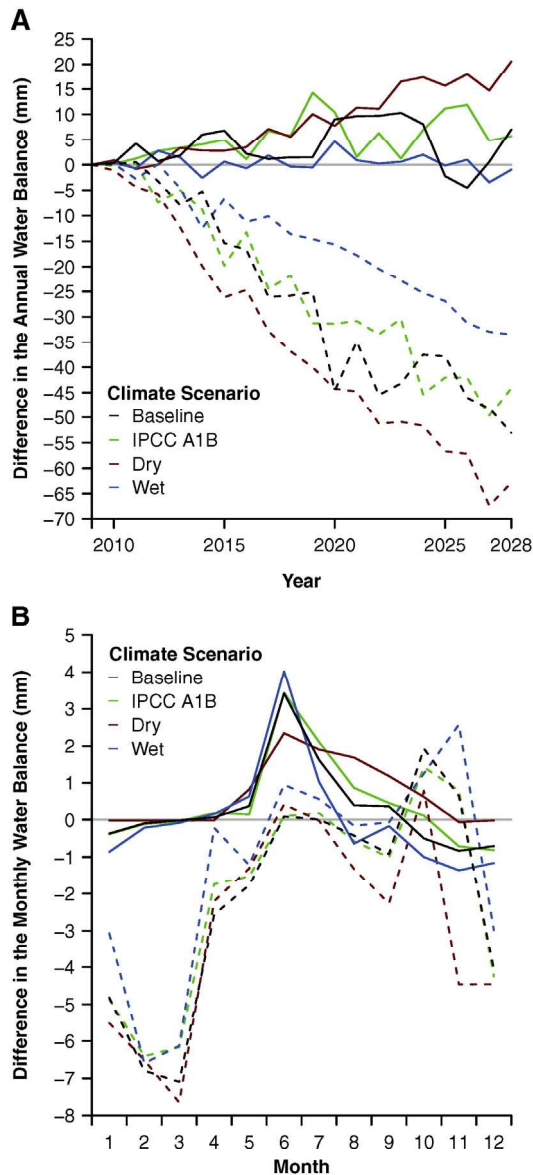 A
Difference in the Annual Water Balance (mm)
25
20
15
10
5
0
−5
−10
−15
−20
−25
−30
−35
−40
−45
−50
−55
−60
−65
−70
Climate Scenario
Baseline
IPCC A1B
Dry
Wet
2010 2015 2020 2025 2028
Year
B
Difference in the Monthly Water Balance (mm)
5
4
3
2
1
0
−1
−2
−3
−4
−5
−6
−7
−8
Climate Scenario
Baseline
IPCC A1B
Dry
Wet
1 2 3 4 5 6 7 8 9 10 11 12
Month